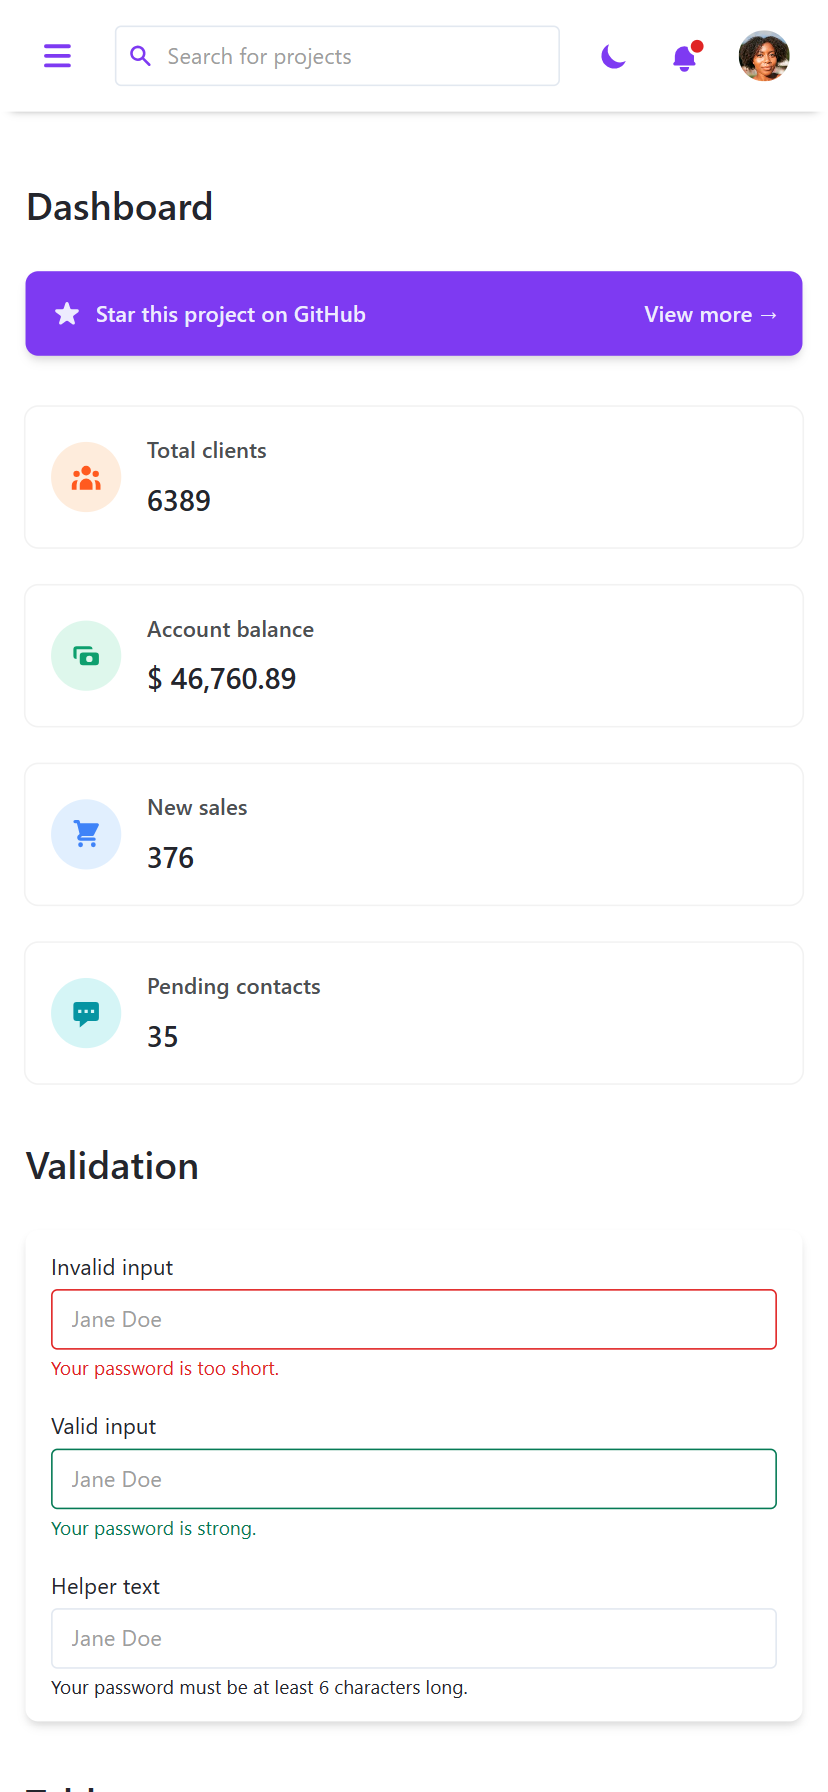 Search for projects
Dashboard
Star this project on GitHub
View more →
Total clients
6389
Account balance
$ 46,760.89
New sales
376
Pending contacts
35
Validation
Invalid input
Jane Doe
Your password is too short.
Valid input
Jane Doe
Your password is strong.
Helper text
Jane Doe
Your password must be at least 6 characters long.